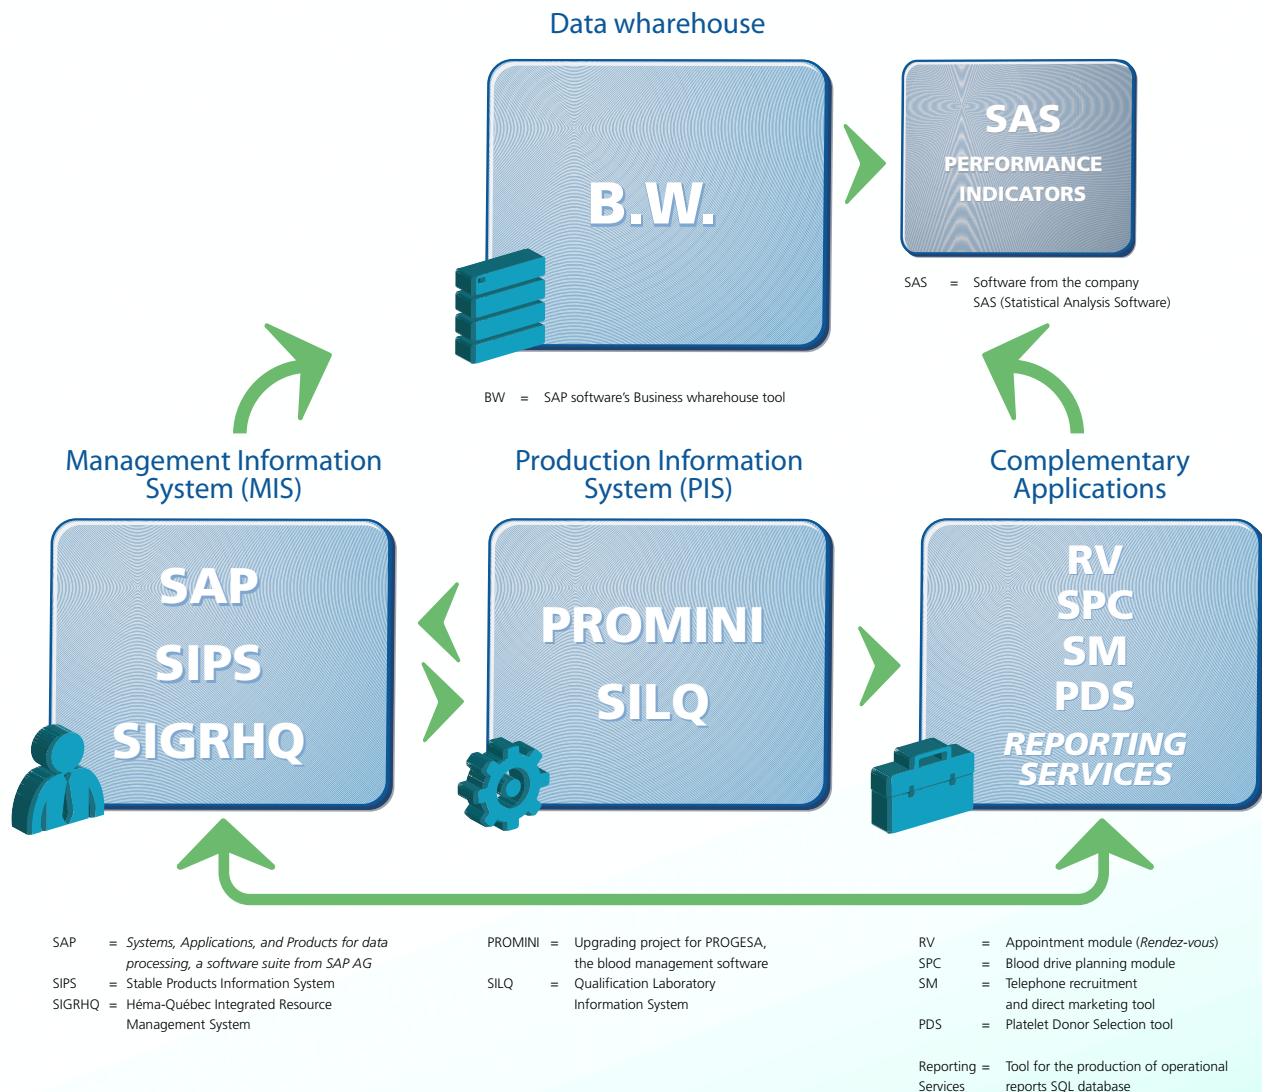 Data wharehouse
B.W.
SAS
PERFORMANCE
INDICATORS
SAS = Software from the company
SAS (Statistical Analysis Software)
BW = SAP software's Business wharehouse tool
Management Information
System (MIS)
SAP
SIPS
SIGRHQ
Production Information
System (PIS)
PROMINI
SILQ
Complementary
Applications
RV
SPC
SM
PDS
REPORTING
SERVICES
SAP = Systems, Applications, and Products for data
processing, a software suite from SAP AG
SIPS = Stable Products Information System
SIGRHQ = Héma-Québec Integrated Resource
Management System
PROMINI = Upgrading project for PROGESA,
the blood management software
SILQ = Qualification Laboratory
Information System
RV = Appointment module (Rendez-vous)
SPC = Blood drive planning module
SM = Telephone recruitment
and direct marketing tool
PDS = Platelet Donor Selection tool
Reporting = Tool for the production of operational
Services reports SQL database